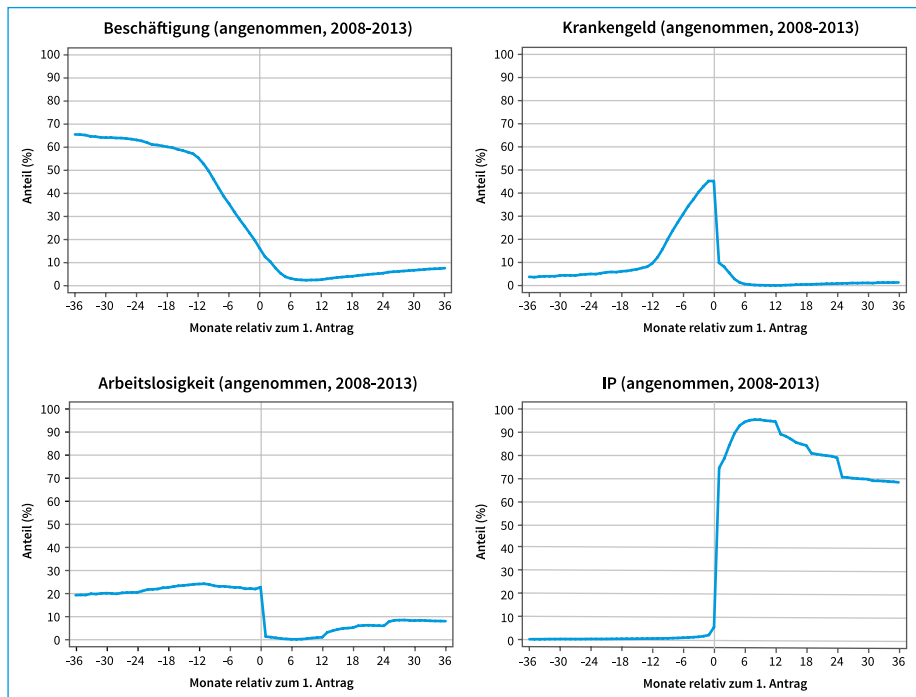 Beschäftigung (angenommen, 2008-2013)
Anteil (%)
100
90
80
70
60
50
40
30
20
10
0
-36 -30 -24 -18 -12 -6 0 6 12 18 24 30 36
Monate relativ zum 1. Antrag
Krankengeld (angenommen, 2008-2013)
Anteil (%)
100
90
80
70
60
50
40
30
20
10
0
-36 -30 -24 -18 -12 -6 0 6 12 18 24 30 36
Monate relativ zum 1. Antrag
Arbeitslosigkeit (angenommen, 2008-2013)
Anteil (%)
100
90
80
70
60
50
40
30
20
10
0
-36 -30 -24 -18 -12 -6 0 6 12 18 24 30 36
Monate relativ zum 1. Antrag
IP (angenommen, 2008-2013)
Anteil (%)
100
90
80
70
60
50
40
30
20
10
0
-36 -30 -24 -18 -12 -6 0 6 12 18 24 30 36
Monate relativ zum 1. Antrag